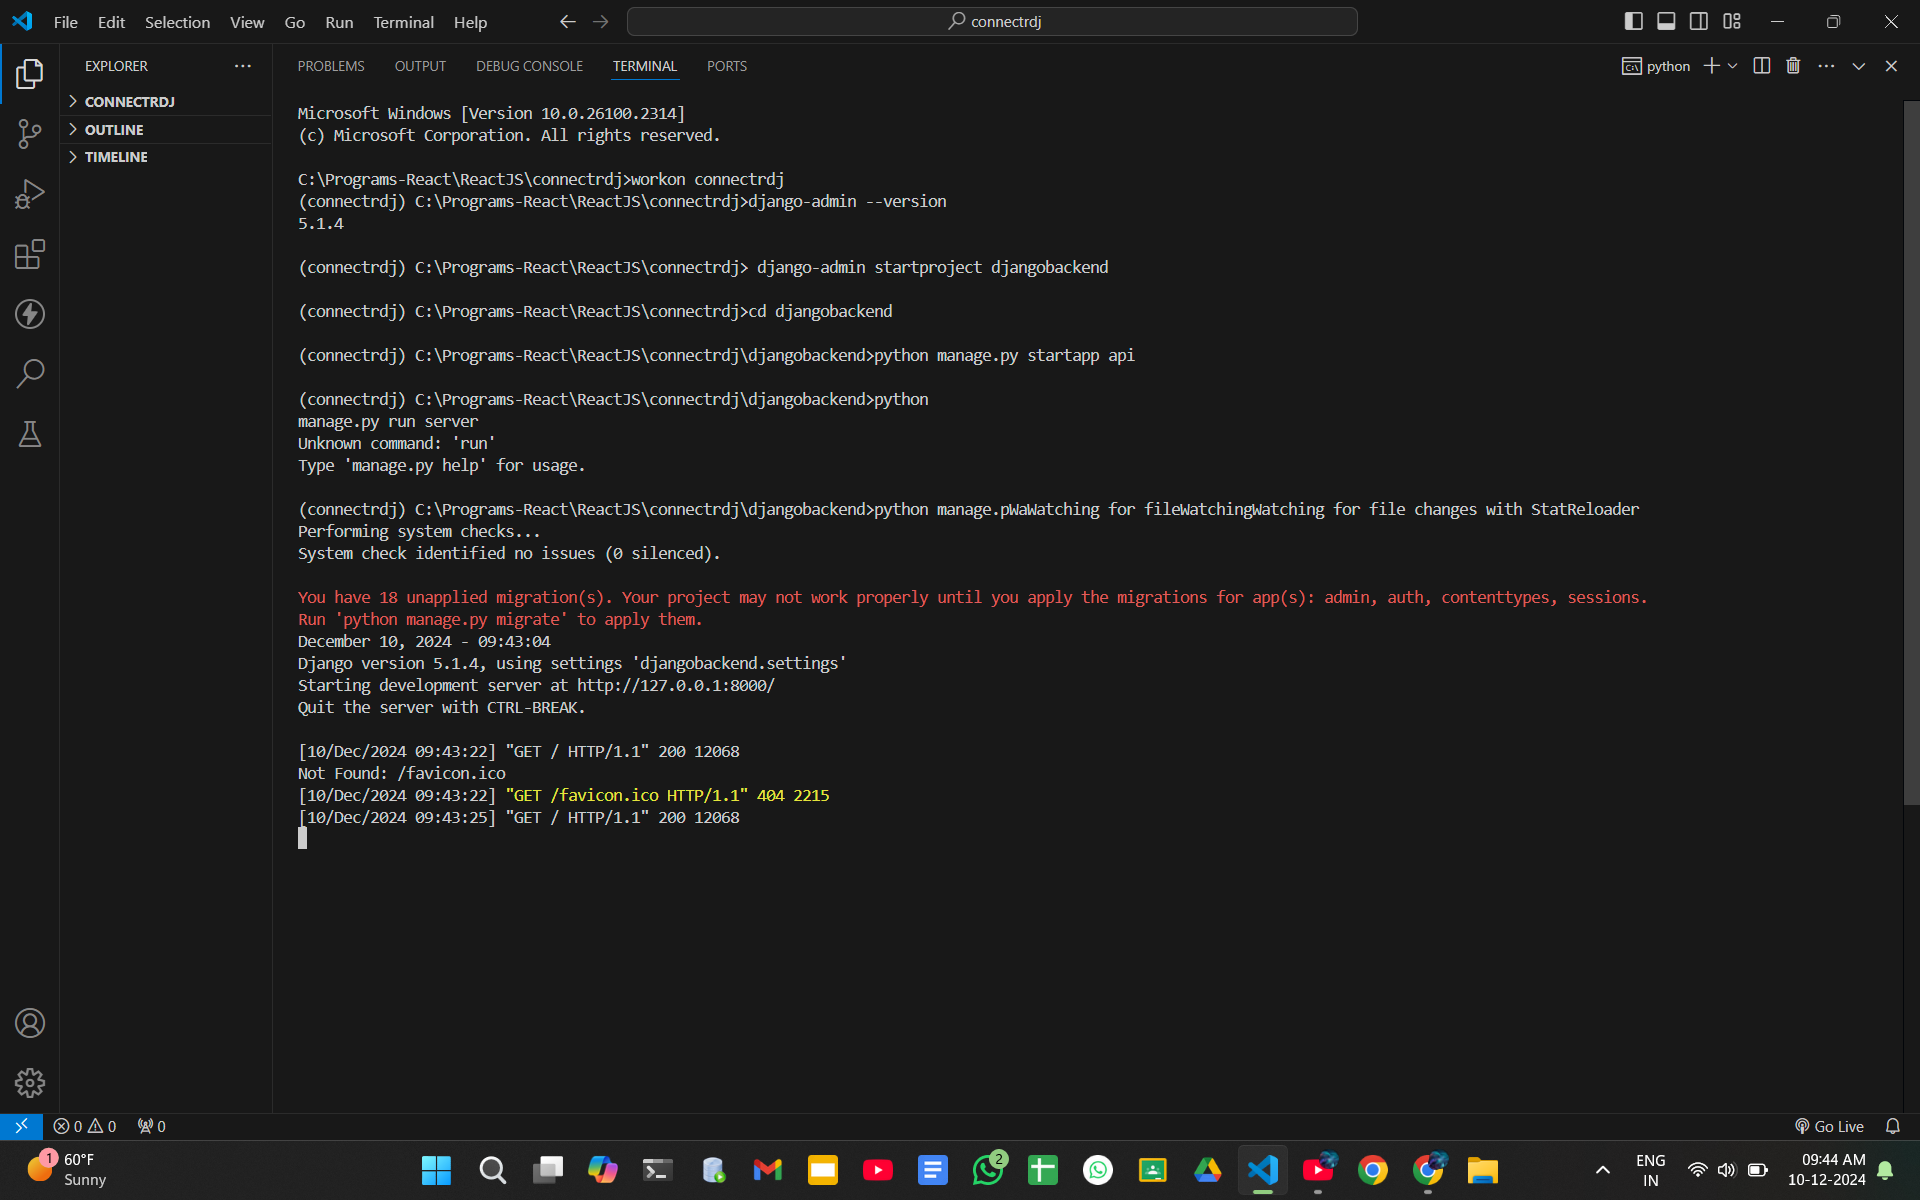 File Edit Selection View Go Run Terminal Help
connectrdj
EXPLORER
CONNECTRDJ
OUTLINE
TIMELINE
PROBLEMS OUTPUT DEBUG CONSOLE TERMINAL PORTS
python
Microsoft Windows [Version 10.0.26100.2314]
(c) Microsoft Corporation. All rights reserved.
C:\Programs-React\ReactJS\connectrdj>workon connectrdj
(connectrdj) C:\Programs-React\ReactJS\connectrdj>django-admin --version
5.1.4
(connectrdj) C:\Programs-React\ReactJS\connectrdj> django-admin startproject djangobackend
(connectrdj) C:\Programs-React\ReactJS\connectrdj>cd djangobackend
(connectrdj) C:\Programs-React\ReactJS\connectrdj\djangobackend>python manage.py startapp api
(connectrdj) C:\Programs-React\ReactJS\connectrdj\djangobackend>python
manage.py run server
Unknown command: 'run'
Type 'manage.py help' for usage.
(connectrdj) C:\Programs-React\ReactJS\connectrdj\djangobackend>python manage.pWaWatching for fileWatchingWatching for file changes with StatReloader
Performing system checks...
System check identified no issues (0 silenced).
You have 18 unapplied migration(s). Your project may not work properly until you apply the migrations for app(s): admin, auth, contenttypes, sessions.
Run 'python manage.py migrate' to apply them.
December 10, 2024 - 09:43:04
Django version 5.1.4, using settings 'djangobackend.settings'
Starting development server at http://127.0.0.1:8000/
Quit the server with CTRL-BREAK.
[10/Dec/2024 09:43:22] "GET / HTTP/1.1" 200 12068
Not Found: /favicon.ico
[10/Dec/2024 09:43:22] "GET /favicon.ico HTTP/1.1" 404 2215
[10/Dec/2024 09:43:25] "GET / HTTP/1.1" 200 12068
0 0 0
Go Live
1
60°F
Sunny
2
ENG
IN
09:44 AM
10-12-2024